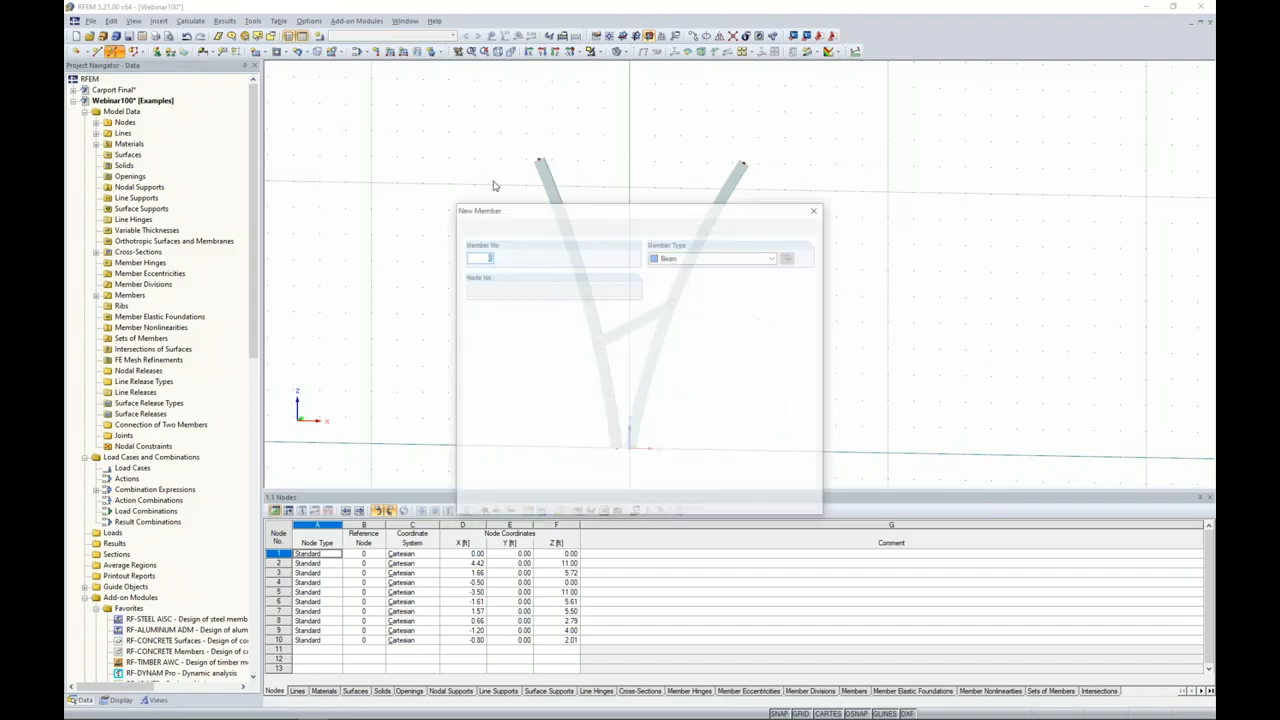 RFEM 5.21.00 x64 - [Webinar100*]
File Edit View Insert Calculate Results Tools Table Options Add-on Modules Window Help
Project Navigator - Data
RFEM
Carport Final*
Webinar100* [Examples]
Model Data
Nodes
Lines
Materials
Surfaces
Solids
Openings
Nodal Supports
Line Supports
Surface Supports
Line Hinges
Variable Thicknesses
Orthotropic Surfaces and Membranes
Cross-Sections
Member Hinges
Member Eccentricities
Member Divisions
Members
Ribs
Member Elastic Foundations
Member Nonlinearities
Sets of Members
Intersections of Surfaces
FE Mesh Refinements
Nodal Releases
Line Release Types
Line Releases
Surface Release Types
Surface Releases
Connection of Two Members
Joints
Nodal Constraints
Load Cases and Combinations
Load Cases
Actions
Combination Expressions
Action Combinations
Load Combinations
Result Combinations
Loads
Results
Sections
Average Regions
Printout Reports
Guide Objects
Add-on Modules
Favorites
RF-STEEL AISC - Design of steel memb
RF-ALUMINUM ADM - Design of alum
RF-CONCRETE Surfaces - Design of co
RF-CONCRETE Members - Design of c
RF-TIMBER AWC - Design of timber m
RF-DYNAM Pro - Dynamic analysis
Data Display Views
New Member
Member No.
Member Type
3
Beam
Node No.
Z
X
1.1 Nodes
A B C D E F G
Node Reference Coordinate Node Coordinates
No. Node Type Node System X [ft] Y [ft] Z [ft] Comment
1 Standard 0 Cartesian 0.00 0.00 0.00
2 Standard 0 Cartesian 4.42 0.00 11.00
3 Standard 0 Cartesian 1.66 0.00 5.72
4 Standard 0 Cartesian -0.50 0.00 0.00
5 Standard 0 Cartesian -3.50 0.00 11.00
6 Standard 0 Cartesian -1.61 0.00 5.61
7 Standard 0 Cartesian 1.57 0.00 5.50
8 Standard 0 Cartesian 0.66 0.00 2.79
9 Standard 0 Cartesian -1.20 0.00 4.00
10 Standard 0 Cartesian -0.80 0.00 2.01
11
12
13
Nodes Lines Materials Surfaces Solids Openings Nodal Supports Line Supports Surface Supports Line Hinges Cross-Sections Member Hinges Member Eccentricities Member Divisions Members Member Elastic Foundations Member Nonlinearities Sets of Members Intersections
SNAP GRID CARTES OSNAP GLINES DXF